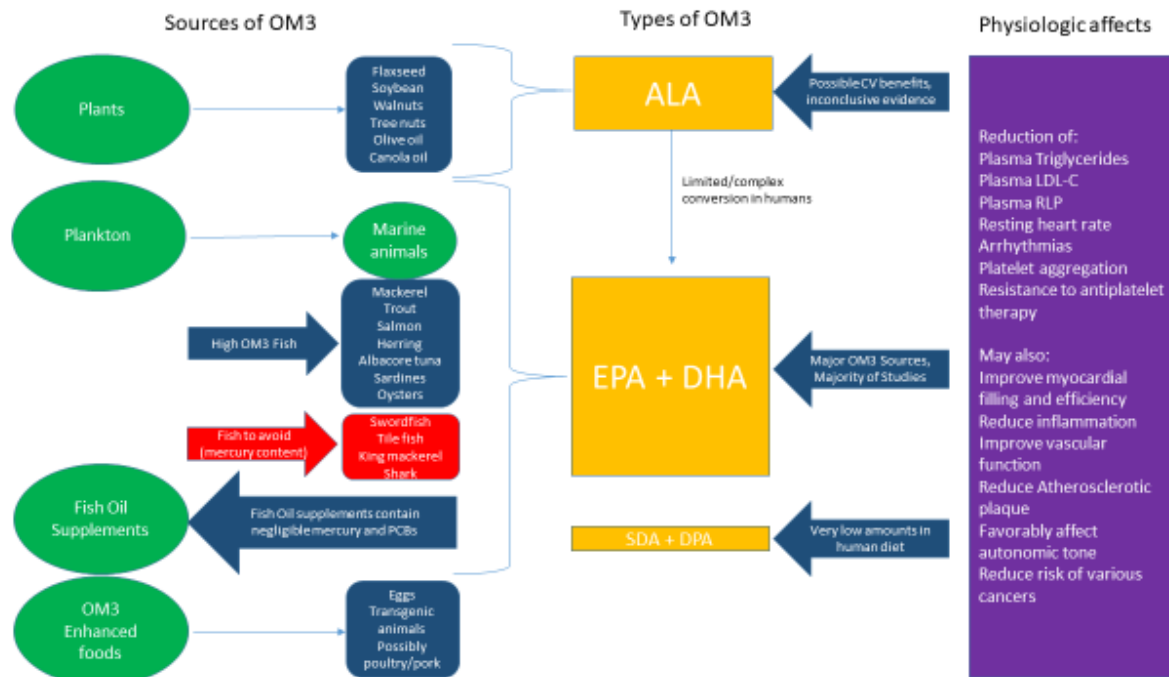 Sources of OM3
Types of OM3
Physiologic affects
Plants
Flaxseed
Soybean
Walnuts
Tree nuts
Olive oil
Canola oil
ALA
Possible CV benefits,
inconclusive evidence
Limited/complex
conversion in humans
Plankton
Marine
animals
High OM3 Fish
Mackerel
Trout
Salmon
Herring
Albacore tuna
Sardines
Oysters
EPA + DHA
Major OM3 Sources,
Majority of Studies
Fish to avoid
(mercury content)
Swordfish
Tile fish
King mackerel
Shark
Fish Oil
Supplements
Fish Oil supplements contain
negligible mercury and PCBs
SDA + DPA
Very low amounts in
human diet
OM3
Enhanced
foods
Eggs
Transgenic
animals
Possibly
poultry/pork
Reduction of:
Plasma Triglycerides
Plasma LDL-C
Plasma RLP
Resting heart rate
Arrhythmias
Platelet aggregation
Resistance to antiplatelet
therapy
May also:
Improve myocardial
filling and efficiency
Reduce inflammation
Improve vascular
function
Reduce Atherosclerotic
plaque
Favorably affect
autonomic tone
Reduce risk of various
cancers